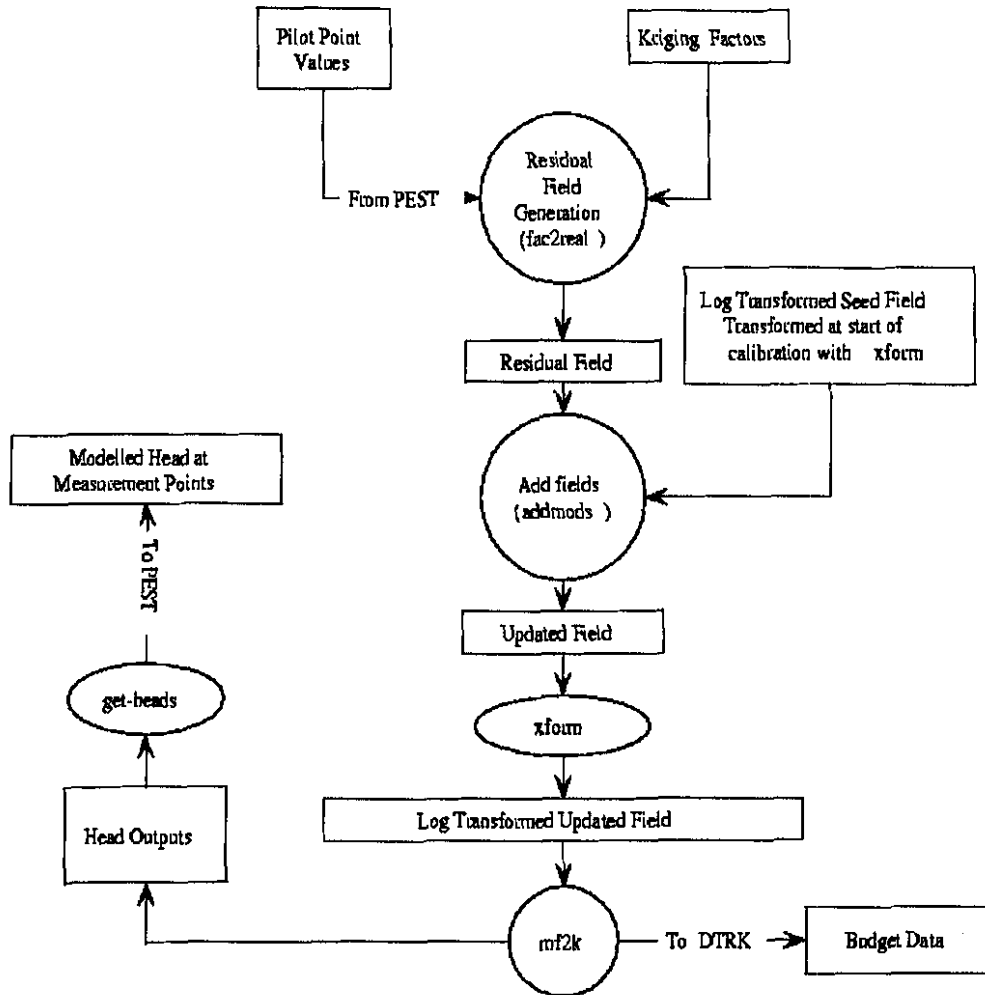 Pilot Point
Values
Kriging Factors
Residual
Field
Generation
(fac2real )
From PEST
Log Transformed Seed Field
Transformed at start of
calibration with xform
Residual Field
Modelled Head at
Measurement Points
Add fields
(addmods )
To PEST
Updated Field
get-heads
xform
Log Transformed Updated Field
Head Outputs
mf2k
To DTRK
Budget Data